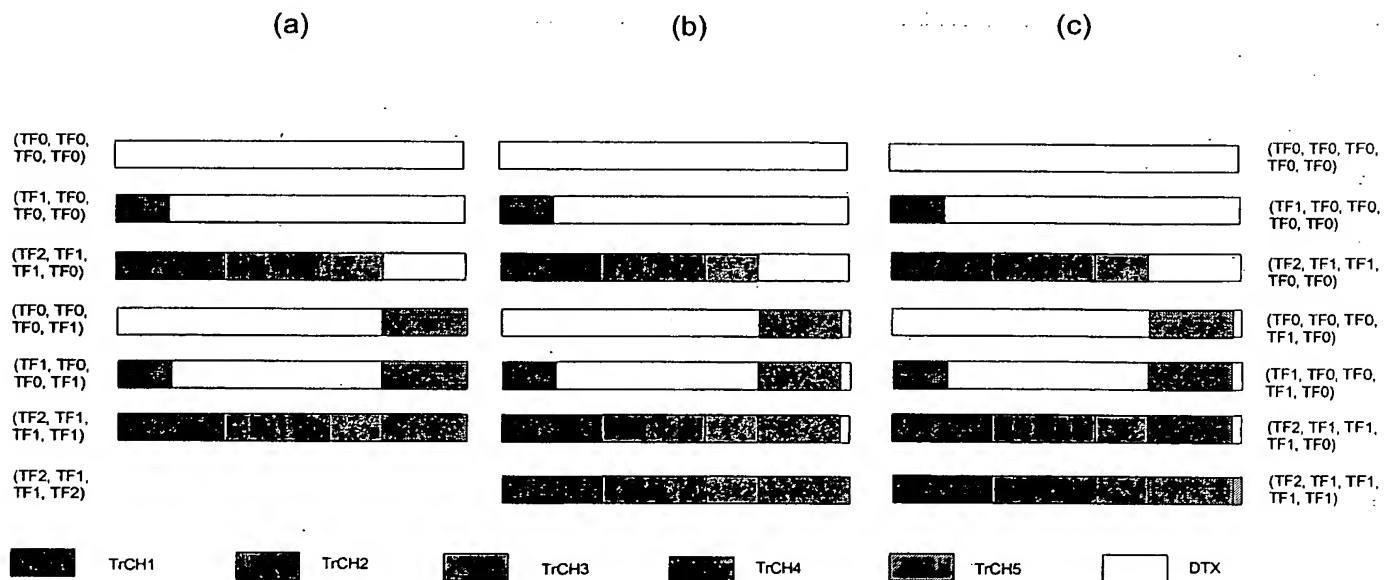 (a)
(b)
(c)
(TF0, TF0,
TF0, TF0)
(TF0, TF0, TF0,
TF0, TF0)
(TF1, TF0,
TF0, TF0)
(TF1, TF0, TF0,
TF0, TF0)
(TF2, TF1,
TF1, TF0)
(TF2, TF1, TF1,
TF0, TF0)
(TF0, TF0,
TF0, TF1)
(TF0, TF0, TF0,
TF1, TF0)
(TF1, TF0,
TF0, TF1)
(TF1, TF0, TF0,
TF1, TF0)
(TF2, TF1,
TF1, TF1)
(TF2, TF1, TF1,
TF1, TF0)
(TF2, TF1,
TF1, TF2)
(TF2, TF1, TF1,
TF1, TF1)
TrCH1
TrCH2
TrCH3
TrCH4
TrCH5
DTX